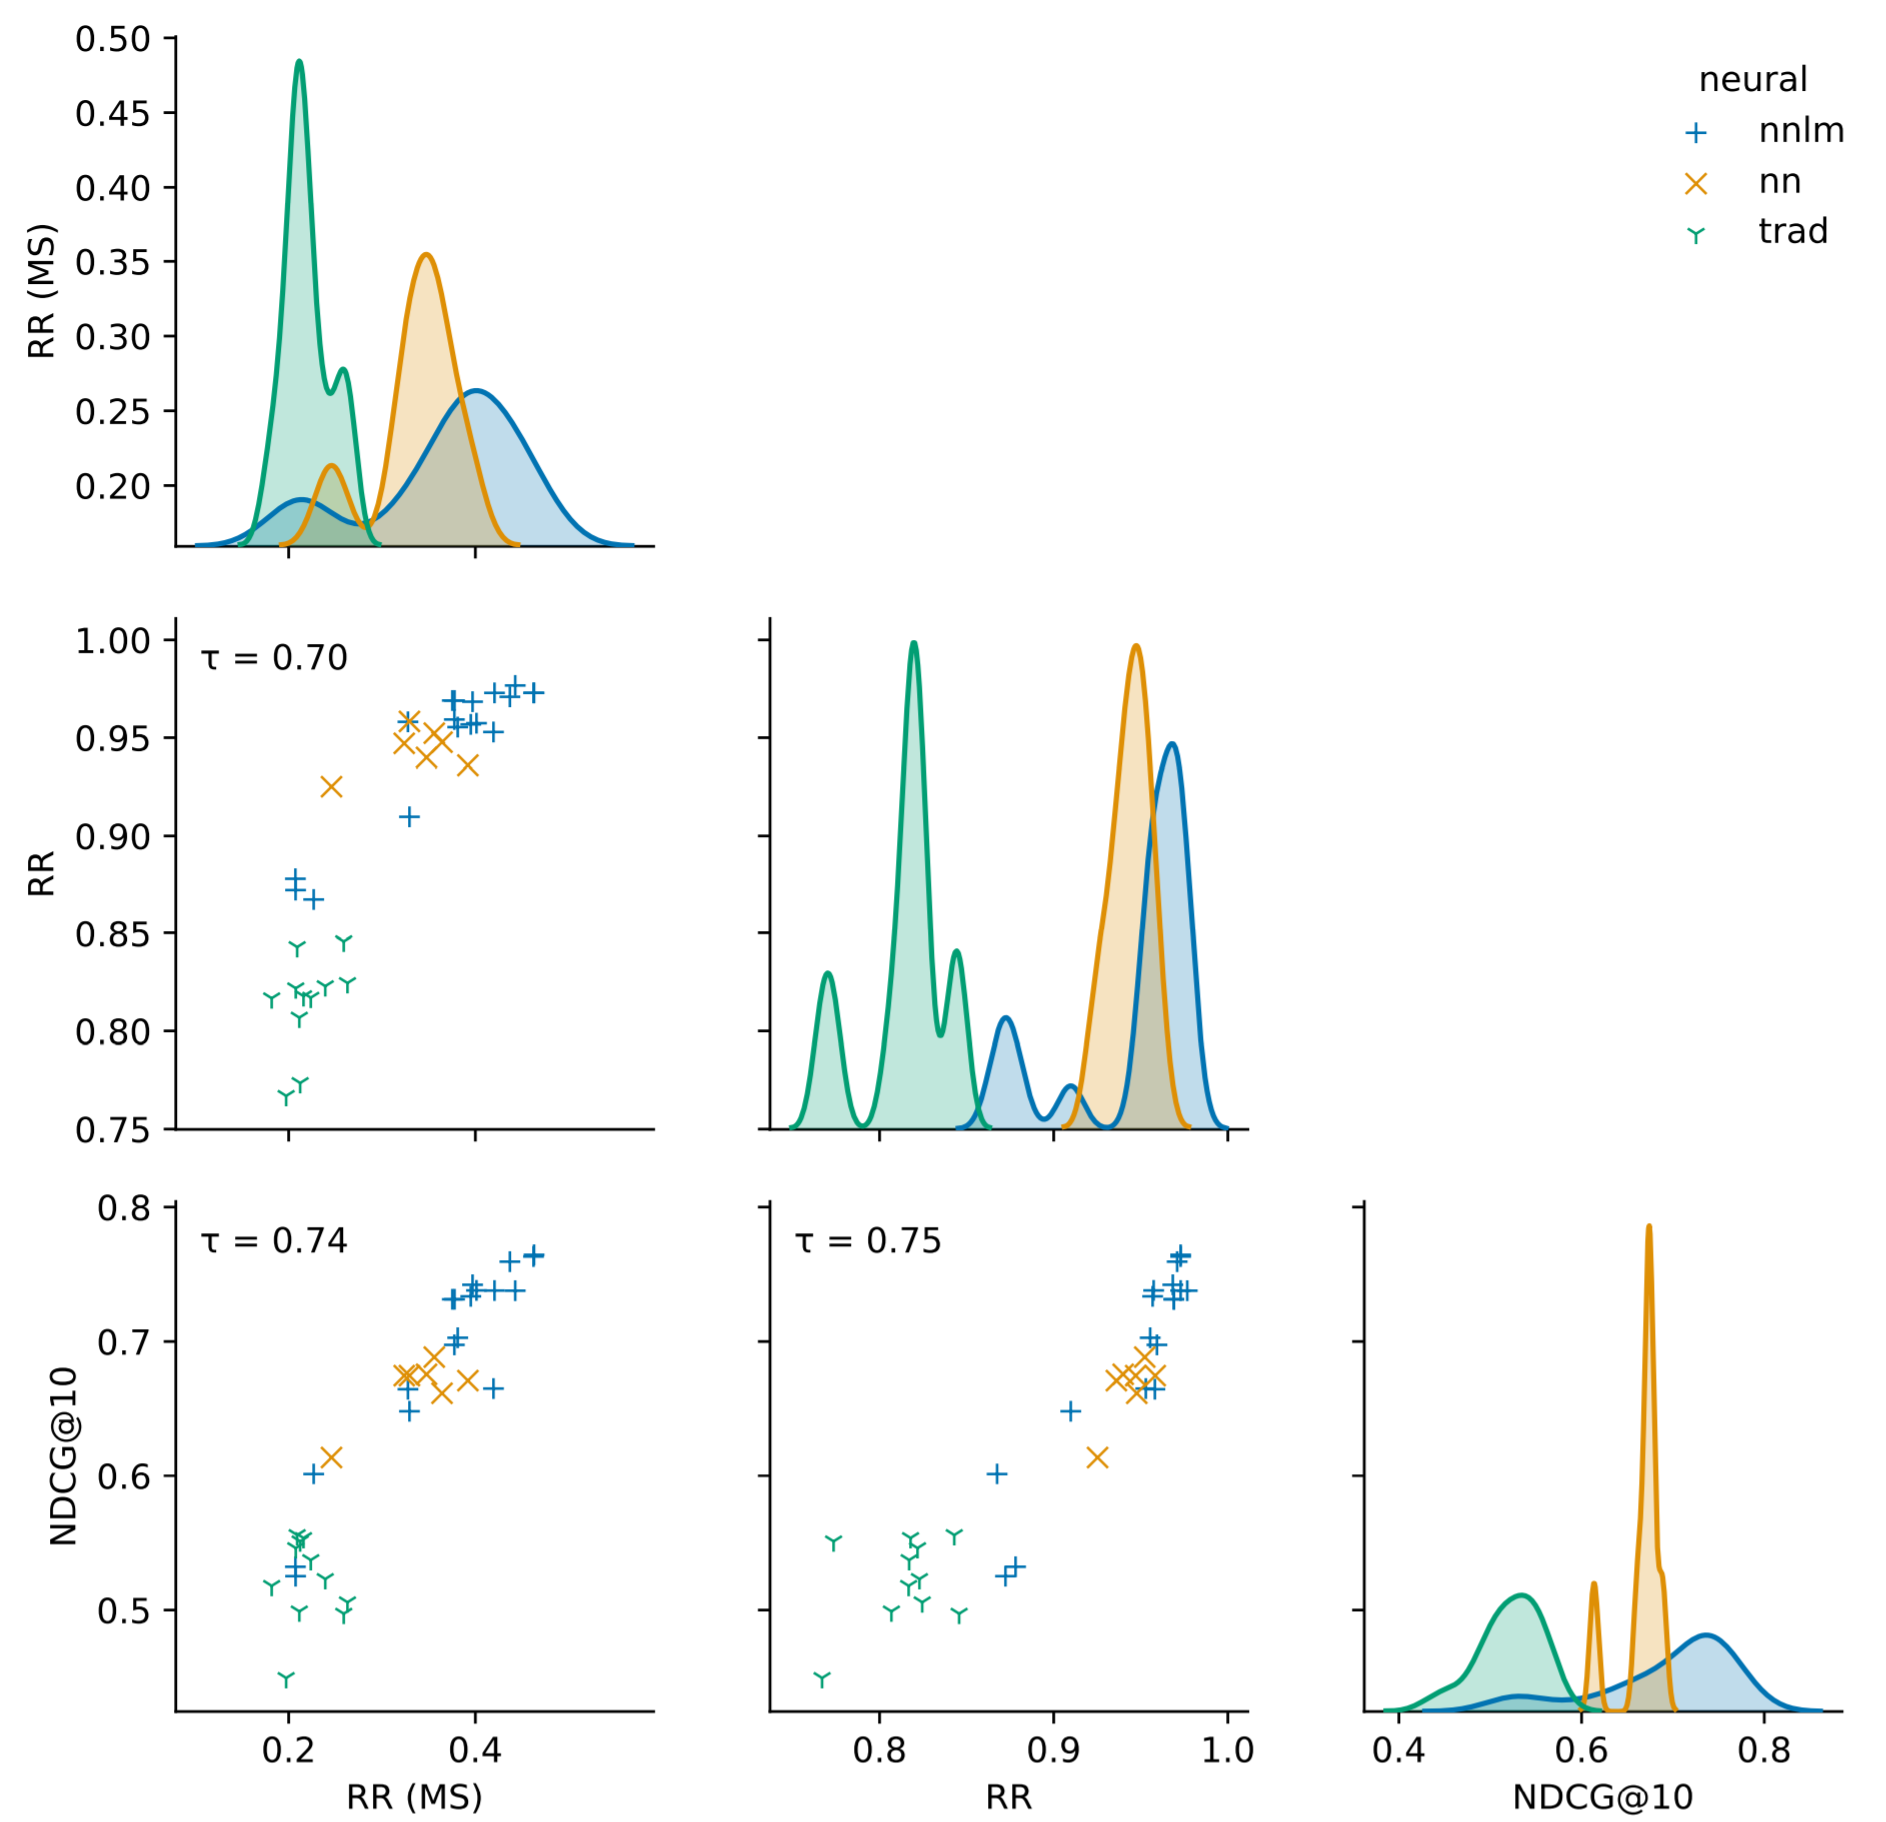 neural
nnlm
nn
trad
0.50
0.45
0.40
0.35
0.30
0.25
0.20
RR (MS)
1.00
0.95
0.90
0.85
0.80
0.75
RR
τ = 0.70
0.8
0.7
0.6
0.5
NDCG@10
τ = 0.74
τ = 0.75
0.2 0.4
RR (MS)
0.8 0.9 1.0
RR
0.4 0.6 0.8
NDCG@10